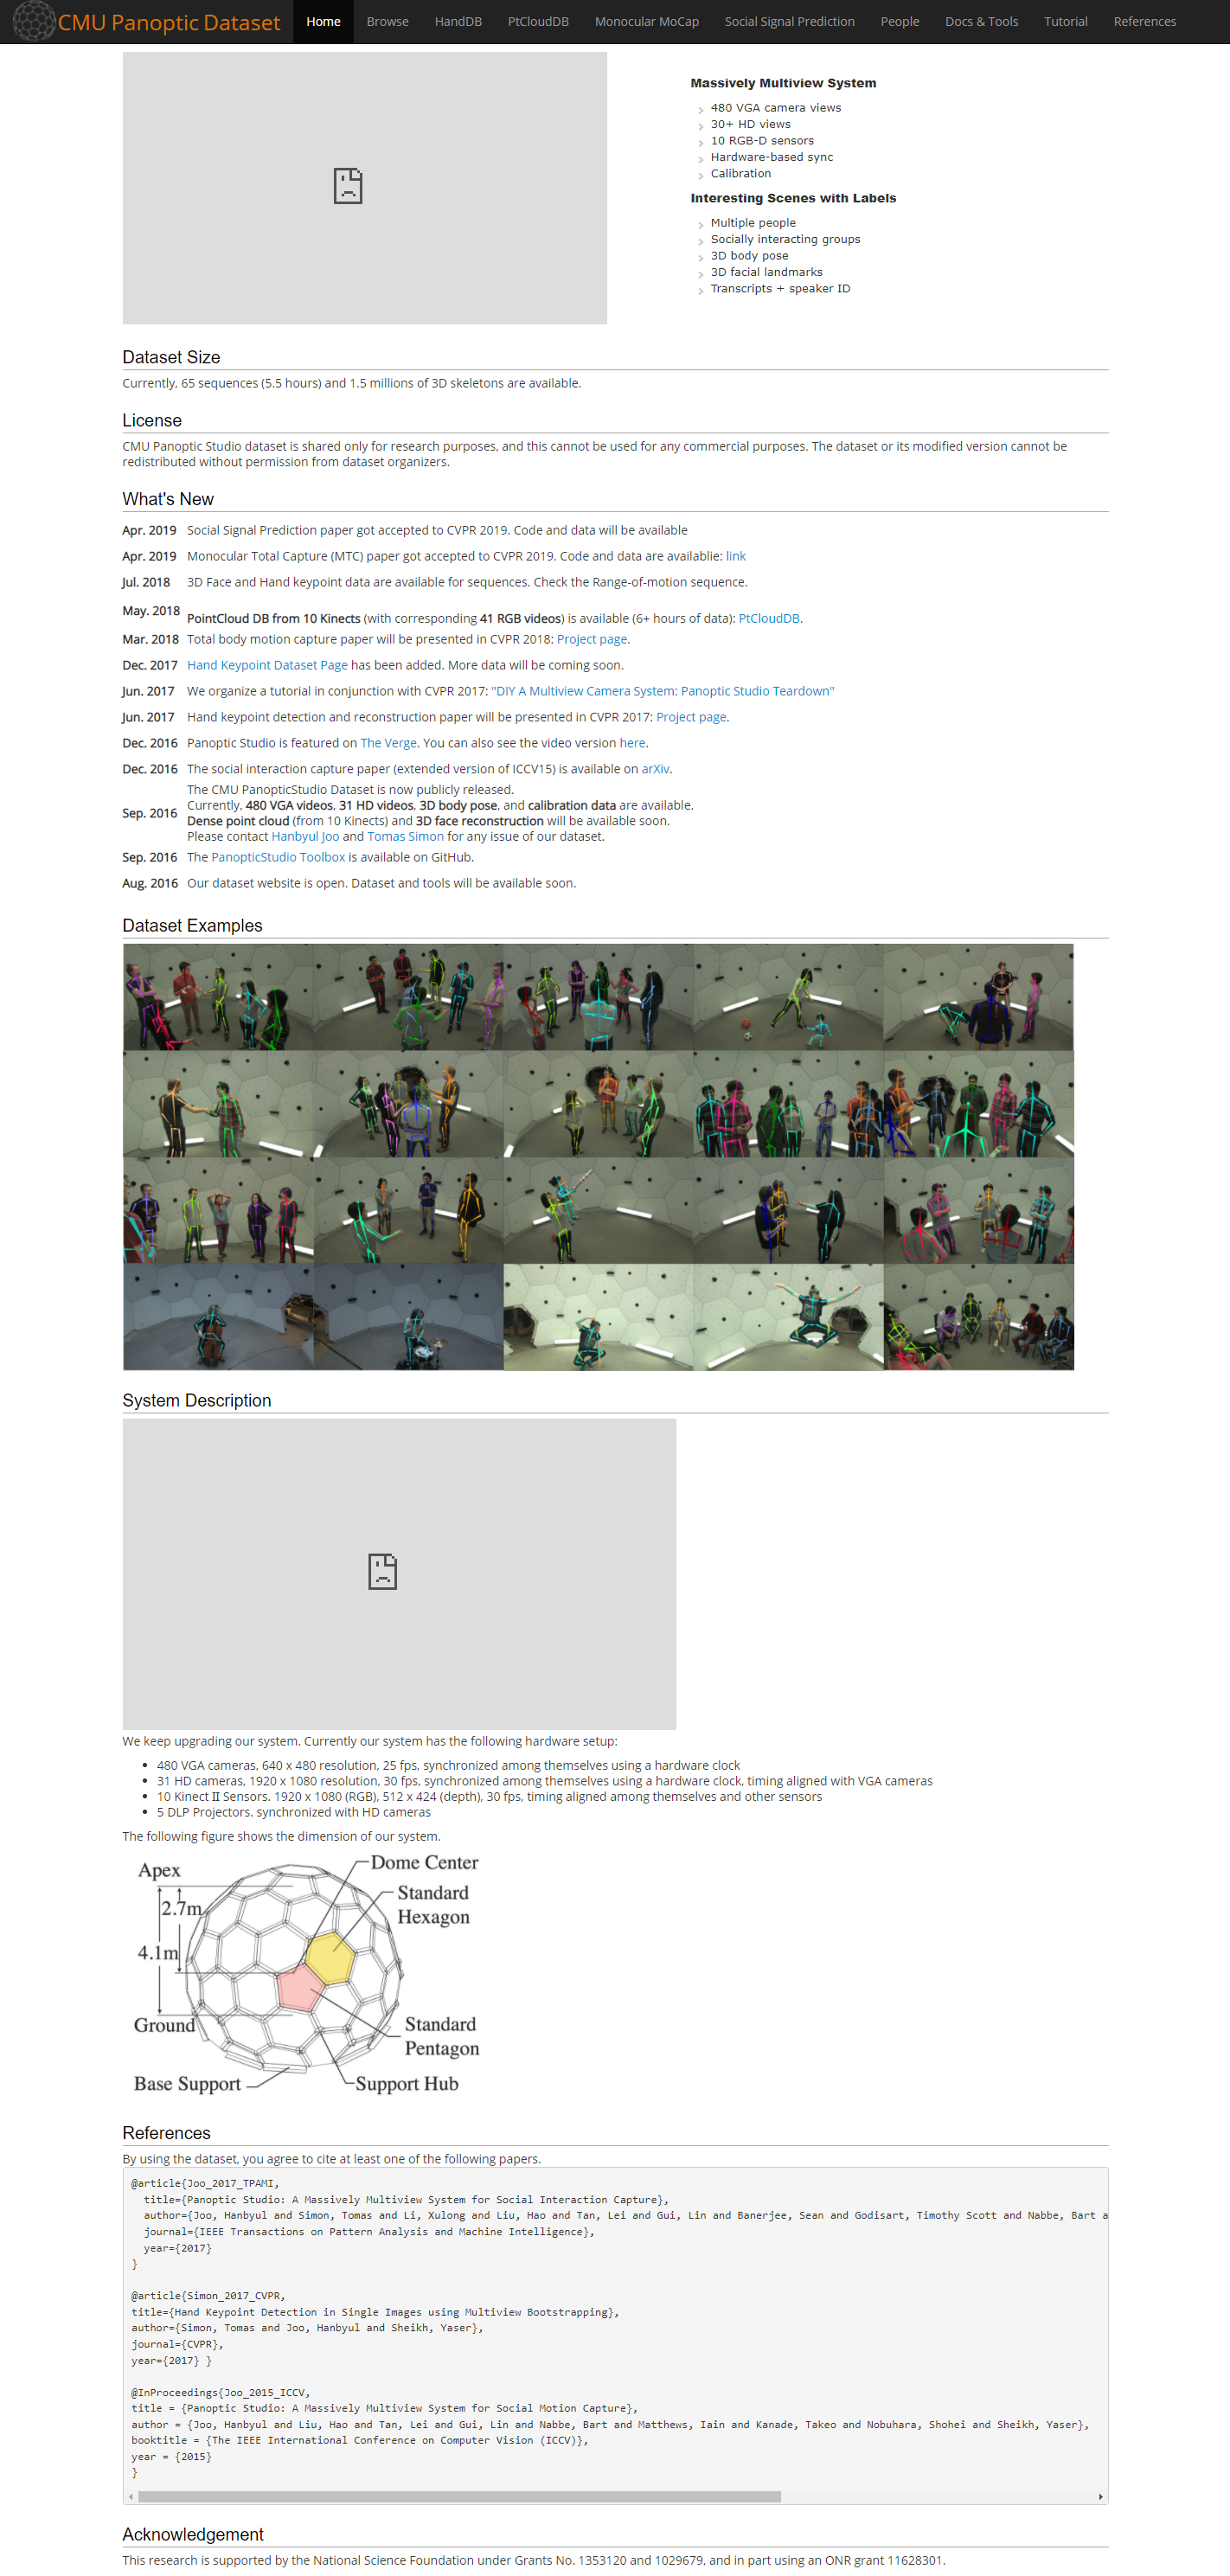 CMU Panoptic Dataset
Home
Browse
HandDB
PtCloudDB
Monocular MoCap
Social Signal Prediction
People
Docs & Tools
Tutorial
References
Massively Multiview System
480 VGA camera views
30+ HD views
10 RGB-D sensors
Hardware-based sync
Calibration
Interesting Scenes with Labels
Multiple people
Socially interacting groups
3D body pose
3D facial landmarks
Transcripts + speaker ID
Dataset Size
Currently, 65 sequences (5.5 hours) and 1.5 millions of 3D skeletons are available.
License
CMU Panoptic Studio dataset is shared only for research purposes, and this cannot be used for any commercial purposes. The dataset or its modified version cannot be
redistributed without permission from dataset organizers.
What's New
Apr. 2019 Social Signal Prediction paper got accepted to CVPR 2019. Code and data will be available
Apr. 2019 Monocular Total Capture (MTC) paper got accepted to CVPR 2019. Code and data are availablie: link
Jul. 2018 3D Face and Hand keypoint data are available for sequences. Check the Range-of-motion sequence.
May. 2018 PointCloud DB from 10 Kinects (with corresponding 41 RGB videos) is available (6+ hours of data): PtCloudDB.
Mar. 2018 Total body motion capture paper will be presented in CVPR 2018: Project page.
Dec. 2017 Hand Keypoint Dataset Page has been added. More data will be coming soon.
Jun. 2017 We organize a tutorial in conjunction with CVPR 2017: "DIY A Multiview Camera System: Panoptic Studio Teardown"
Jun. 2017 Hand keypoint detection and reconstruction paper will be presented in CVPR 2017: Project page.
Dec. 2016 Panoptic Studio is featured on The Verge. You can also see the video version here.
Dec. 2016 The social interaction capture paper (extended version of ICCV15) is available on arXiv.
Sep. 2016 The CMU PanopticStudio Dataset is now publicly released.
Currently, 480 VGA videos, 31 HD videos, 3D body pose, and calibration data are available.
Dense point cloud (from 10 Kinects) and 3D face reconstruction will be available soon.
Please contact Hanbyul Joo and Tomas Simon for any issue of our dataset.
Sep. 2016 The PanopticStudio Toolbox is available on GitHub.
Aug. 2016 Our dataset website is open. Dataset and tools will be available soon.
Dataset Examples
System Description
We keep upgrading our system. Currently our system has the following hardware setup:
480 VGA cameras, 640 x 480 resolution, 25 fps, synchronized among themselves using a hardware clock
31 HD cameras, 1920 x 1080 resolution, 30 fps, synchronized among themselves using a hardware clock, timing aligned with VGA cameras
10 Kinect Ⅱ Sensors. 1920 x 1080 (RGB), 512 x 424 (depth), 30 fps, timing aligned among themselves and other sensors
5 DLP Projectors. synchronized with HD cameras
The following figure shows the dimension of our system.
Apex
Dome Center
2.7m
Standard
Hexagon
4.1m
Ground
Standard
Pentagon
Base Support
Support Hub
References
By using the dataset, you agree to cite at least one of the following papers.
@article{Joo_2017_TPAMI,
title={Panoptic Studio: A Massively Multiview System for Social Interaction Capture},
author={Joo, Hanbyul and Simon, Tomas and Li, Xulong and Liu, Hao and Tan, Lei and Gui, Lin and Banerjee, Sean and Godisart, Timothy Scott and Nabbe, Bart a
journal={IEEE Transactions on Pattern Analysis and Machine Intelligence},
year={2017}
}
@article{Simon_2017_CVPR,
title={Hand Keypoint Detection in Single Images using Multiview Bootstrapping},
author={Simon, Tomas and Joo, Hanbyul and Sheikh, Yaser},
journal={CVPR},
year={2017} }
@InProceedings{Joo_2015_ICCV,
title = {Panoptic Studio: A Massively Multiview System for Social Motion Capture},
author = {Joo, Hanbyul and Liu, Hao and Tan, Lei and Gui, Lin and Nabbe, Bart and Matthews, Iain and Kanade, Takeo and Nobuhara, Shohei and Sheikh, Yaser},
booktitle = {The IEEE International Conference on Computer Vision (ICCV)},
year = {2015}
}
Acknowledgement
This research is supported by the National Science Foundation under Grants No. 1353120 and 1029679, and in part using an ONR grant 11628301.